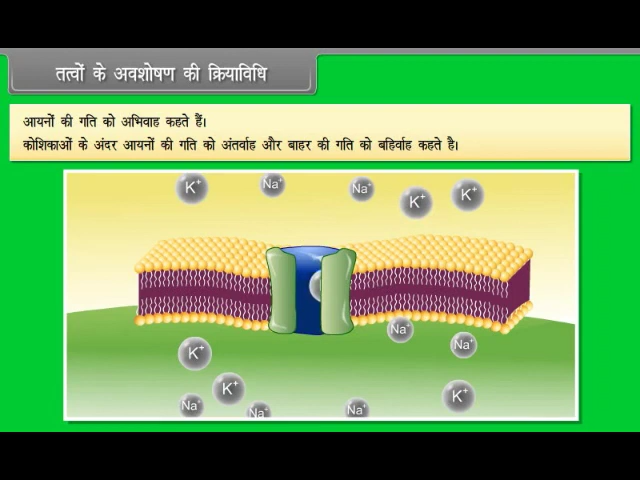 तत्वों के अवशोषण की क्रियाविधि
आयनों की गति को अभिवाह कहते हैं।
कोशिकाओं के अंदर आयनों की गति को अंतर्वाह और बाहर की गति को बहिर्वाह कहते है।
K+ Na+ Na+ K+ K+
Na+
K+ Na+
K+ K+
Na+ Na+ Na+